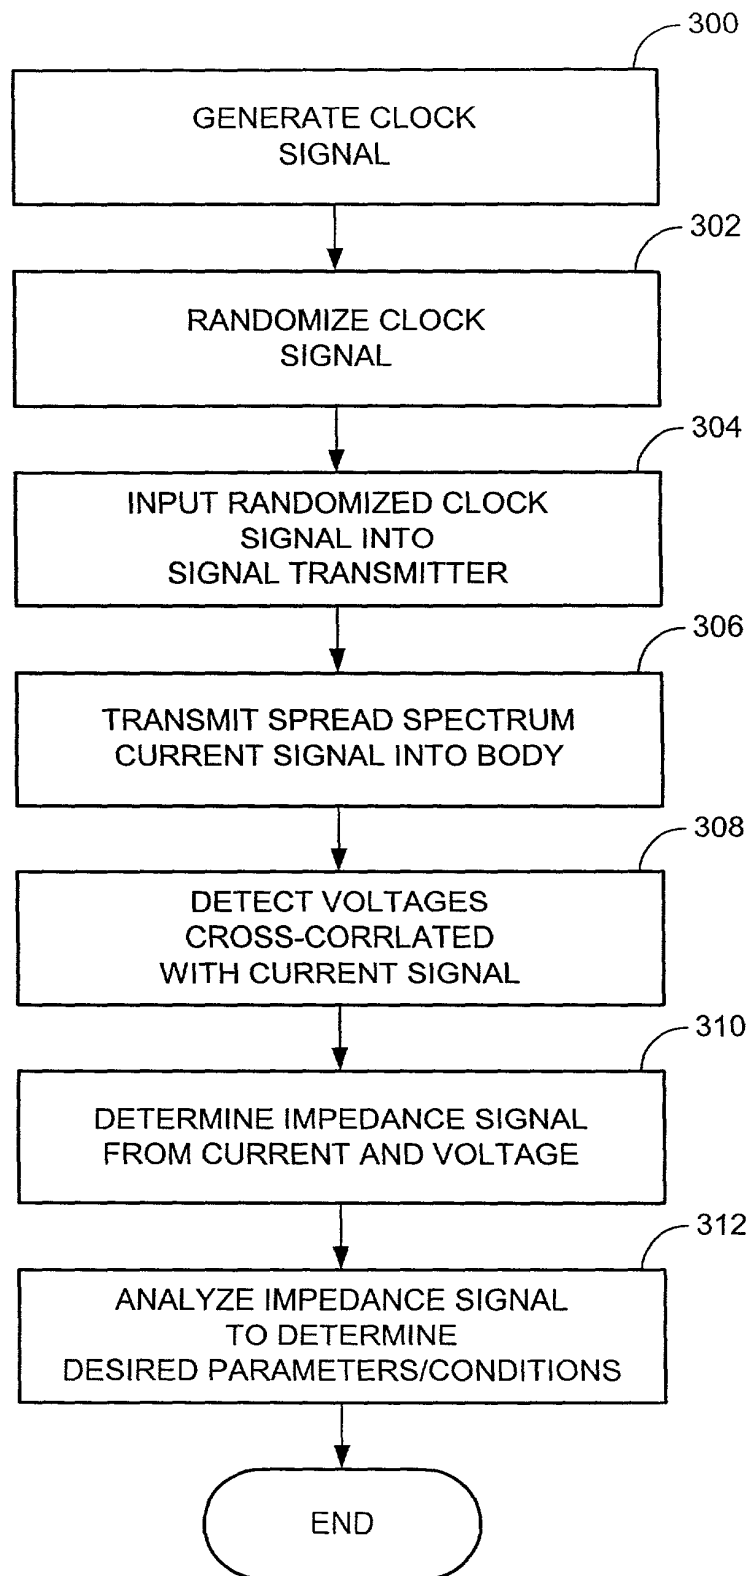 300
GENERATE CLOCK
SIGNAL
302
RANDOMIZE CLOCK
SIGNAL
304
INPUT RANDOMIZED CLOCK
SIGNAL INTO
SIGNAL TRANSMITTER
306
TRANSMIT SPREAD SPECTRUM
CURRENT SIGNAL INTO BODY
308
DETECT VOLTAGES
CROSS-CORRLATED
WITH CURRENT SIGNAL
310
DETERMINE IMPEDANCE SIGNAL
FROM CURRENT AND VOLTAGE
312
ANALYZE IMPEDANCE SIGNAL
TO DETERMINE
DESIRED PARAMETERS/CONDITIONS
END